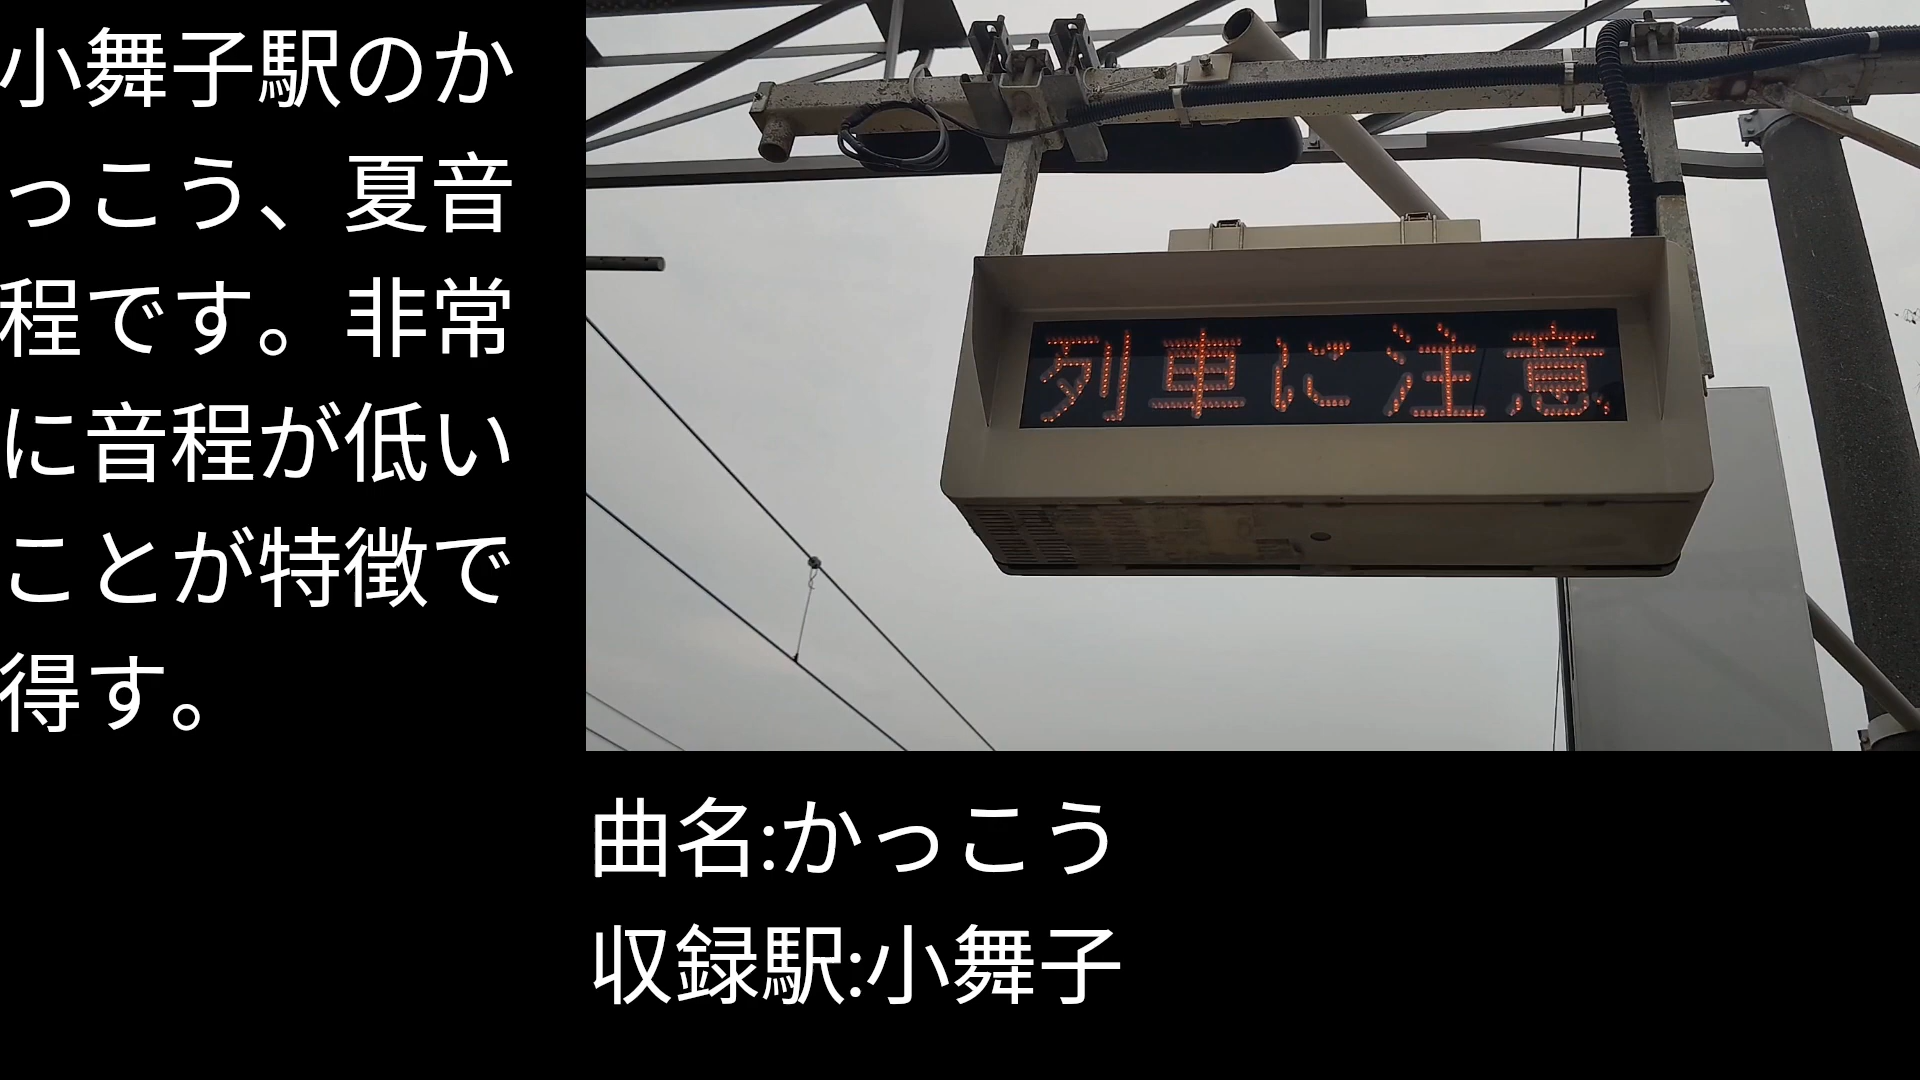 小舞子駅のか
っこう、夏音
程です。非常
に音程が低い
ことが特徴で
得す。
列車に注意
曲名:かっこう
収録駅:小舞子